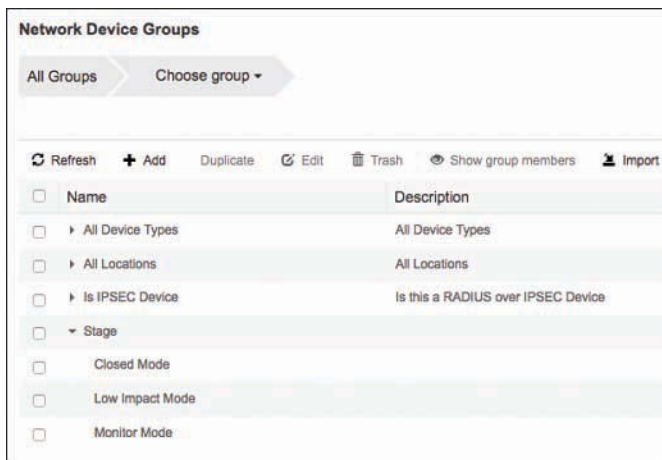 Network Device Groups
All Groups Choose group
Refresh Add Duplicate Edit Trash Show group members Import
Name Description
All Device Types All Device Types
All Locations All Locations
Is IPSEC Device Is this a RADIUS over IPSEC Device
Stage
Closed Mode
Low Impact Mode
Monitor Mode